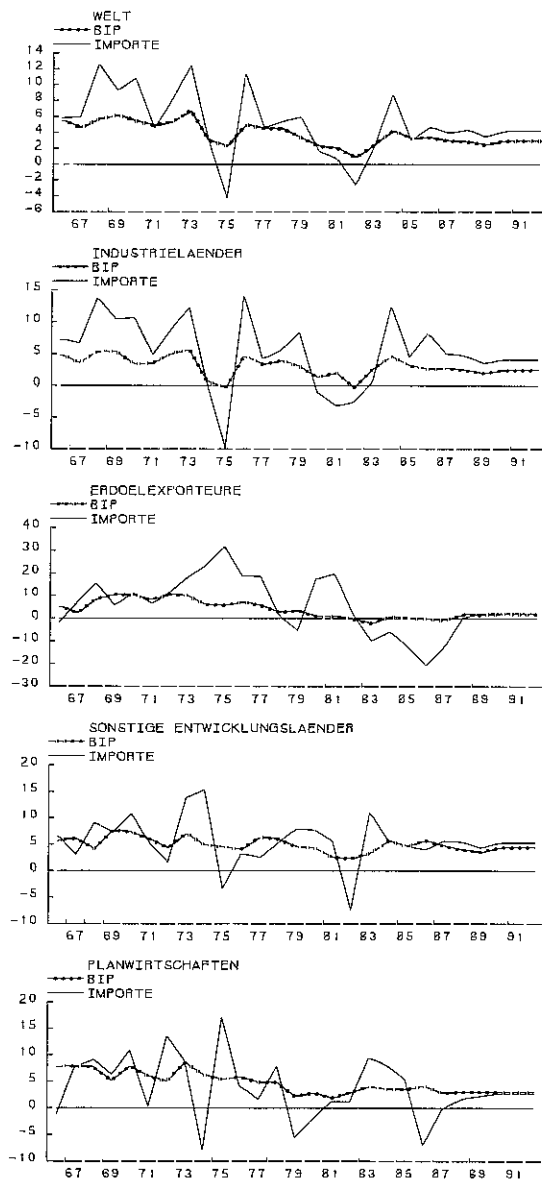 WELT
BIP
IMPORTE
14
12
10
8
6
4
2
0
-2
-4
-6
67 69 71 73 75 77 79 81 83 85 87 89 91
INDUSTRIELAENDER
BIP
IMPORTE
15
10
5
0
-5
-10
67 69 71 73 75 77 79 81 83 85 87 89 91
ERDOELEXPORTEURE
BIP
IMPORTE
40
30
20
10
0
-10
-20
-30
67 69 71 73 75 77 79 81 83 85 87 89 91
SONSTIGE ENTWICKLUNGSLAENDER
BIP
IMPORTE
20
15
10
5
0
-5
-10
67 69 71 73 75 77 79 81 83 85 87 89 91
PLANWIRTSCHAFTEN
BIP
IMPORTE
20
15
10
5
0
-5
-10
67 69 71 73 75 77 79 81 83 85 87 89 91